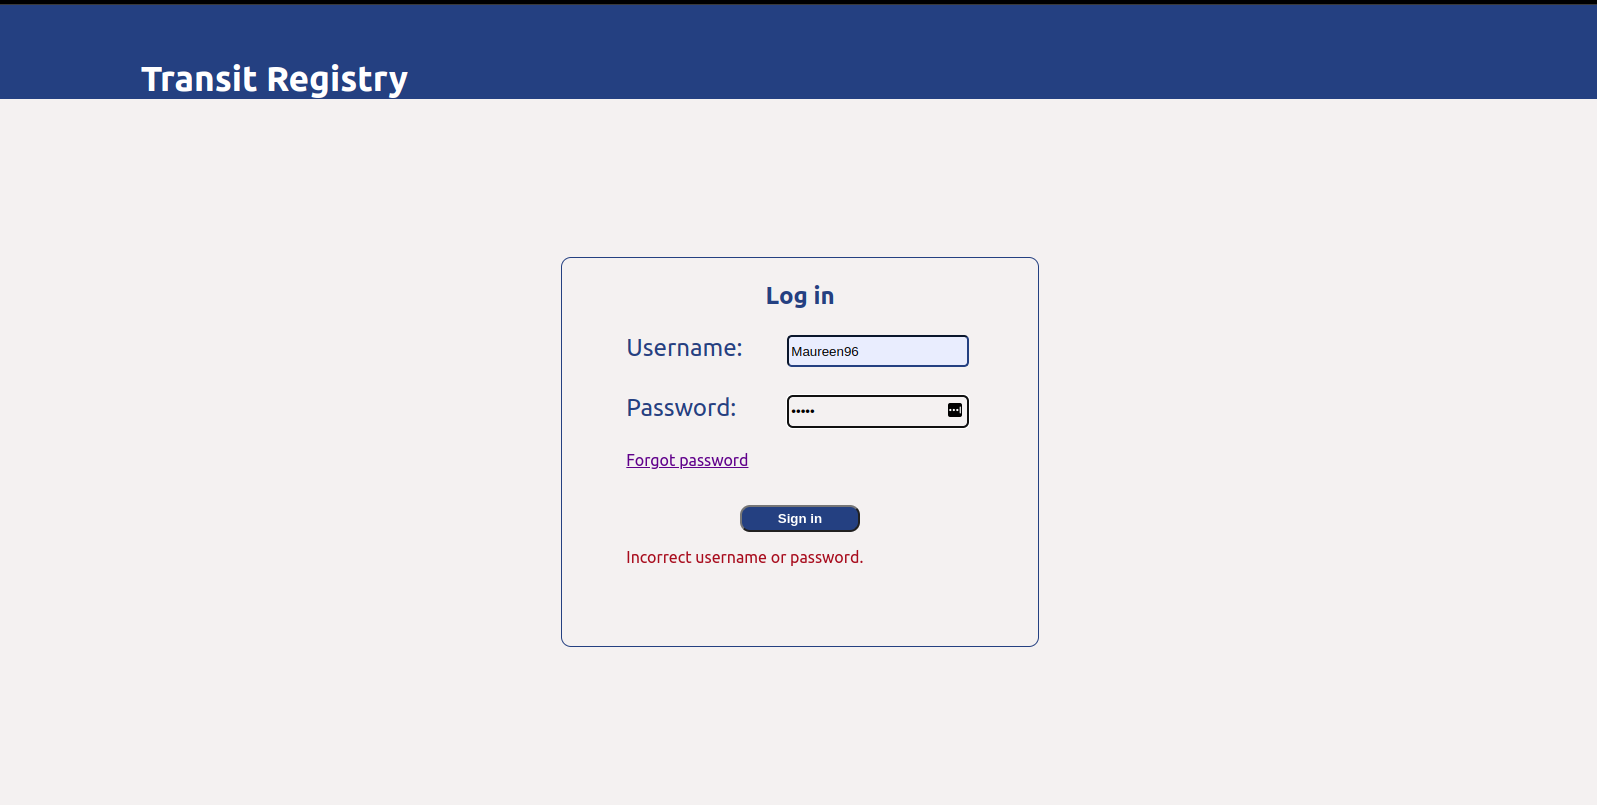 Transit Registry
Log in
Username:
Maureen96
Password:
•••••
Forgot password
Sign in
Incorrect username or password.